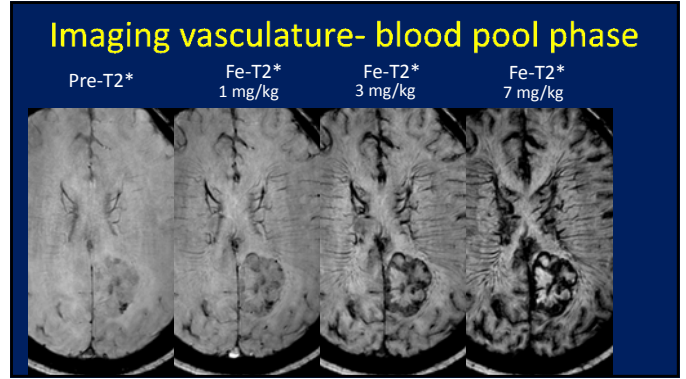 Imaging vasculature- blood pool phase
Pre-T2*
Fe-T2*
1 mg/kg
Fe-T2*
3 mg/kg
Fe-T2*
7 mg/kg